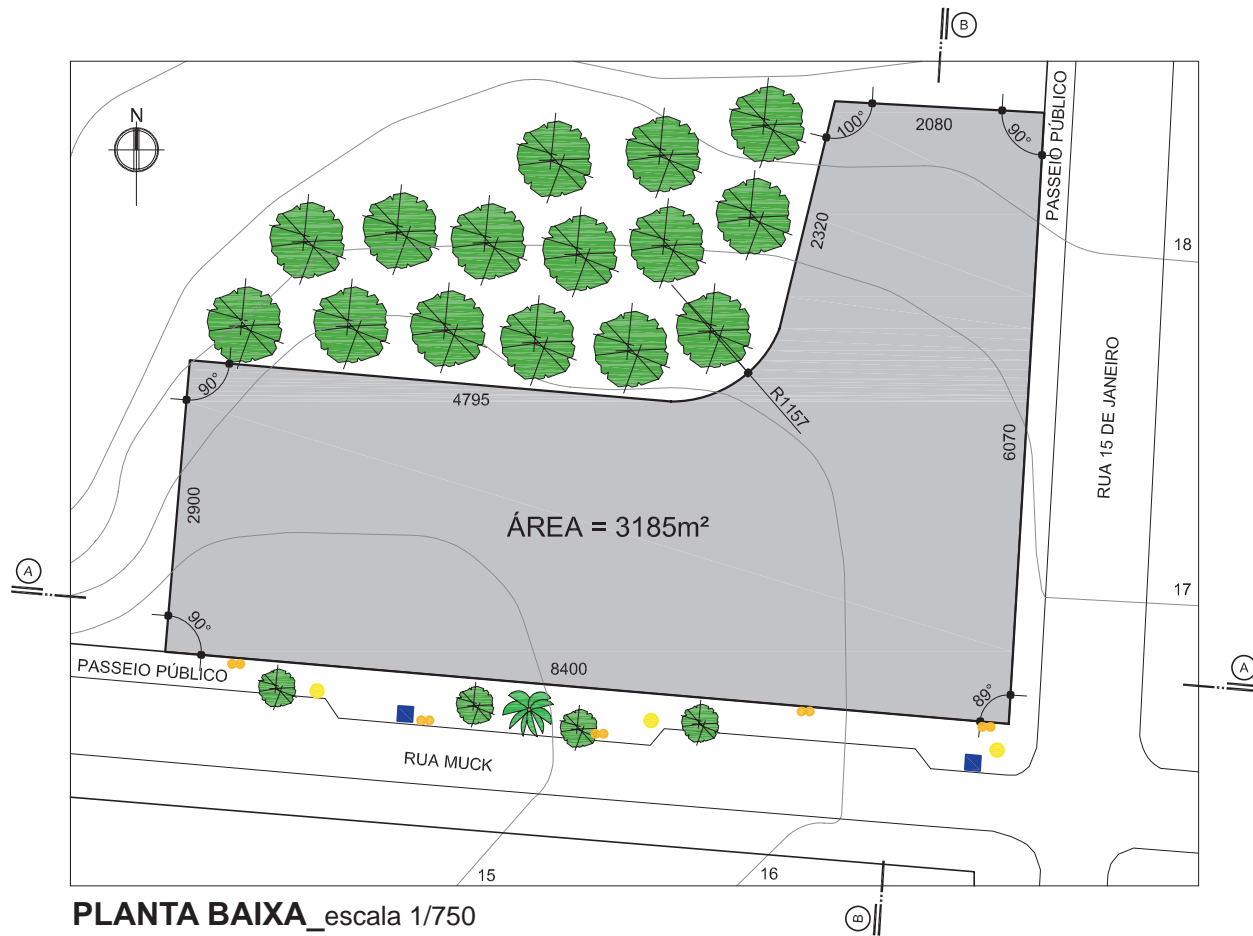 B
N
100°
2080
90°
PASSEIO PÚBLICO
2320
18
90°
4795
R1157
RUA 15 DE JANEIRO
6070
2900
ÁREA = 3185m²
A
17
90°
PASSEIO PÚBLICO
8400
89°
A
RUA MUCK
15
16
PLANTA BAIXA_escala 1/750
B